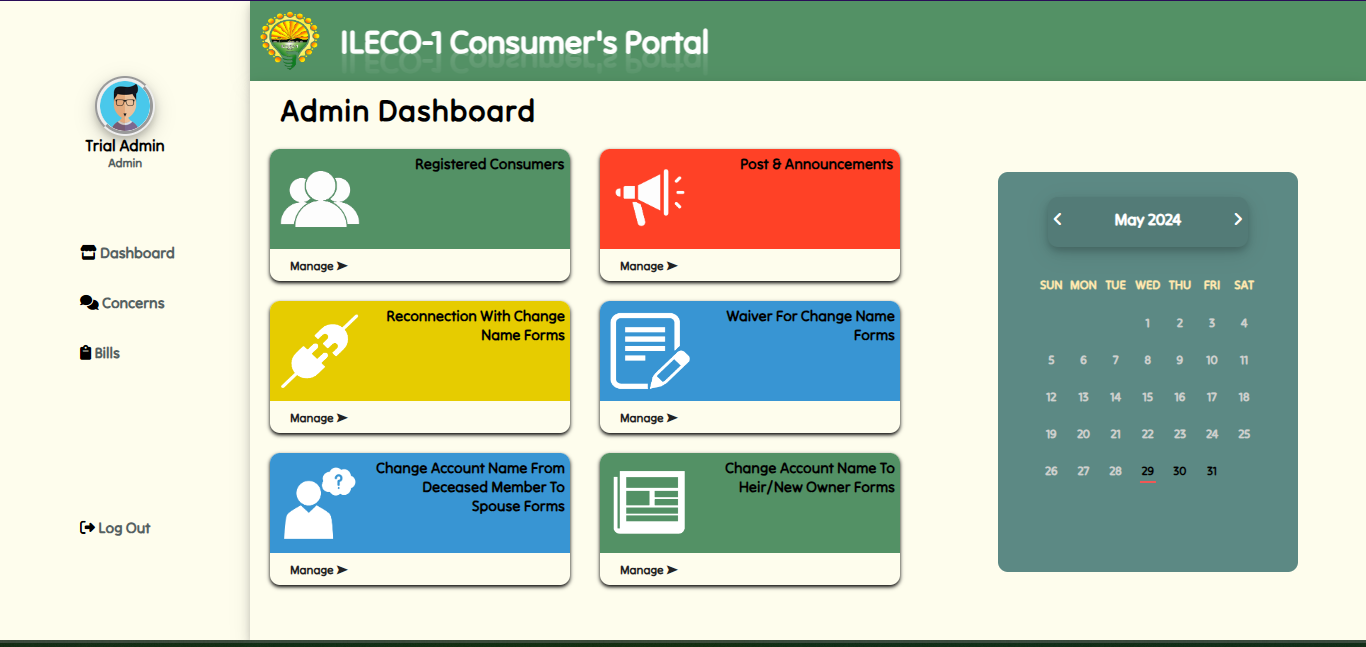 ILECO-1 Consumer's Portal
Trial Admin
Admin
Dashboard
Concerns
Bills
Log Out
Admin Dashboard
Registered Consumers
Manage ➤
Post & Announcements
Manage ➤
Reconnection With Change
Name Forms
Manage ➤
Waiver For Change Name
Forms
Manage ➤
?
Change Account Name From
Deceased Member To
Spouse Forms
Manage ➤
Change Account Name To
Heir/New Owner Forms
Manage ➤
May 2024
SUN MON TUE WED THU FRI SAT
1 2 3 4
5 6 7 8 9 10 11
12 13 14 15 16 17 18
19 20 21 22 23 24 25
26 27 28 29 30 31